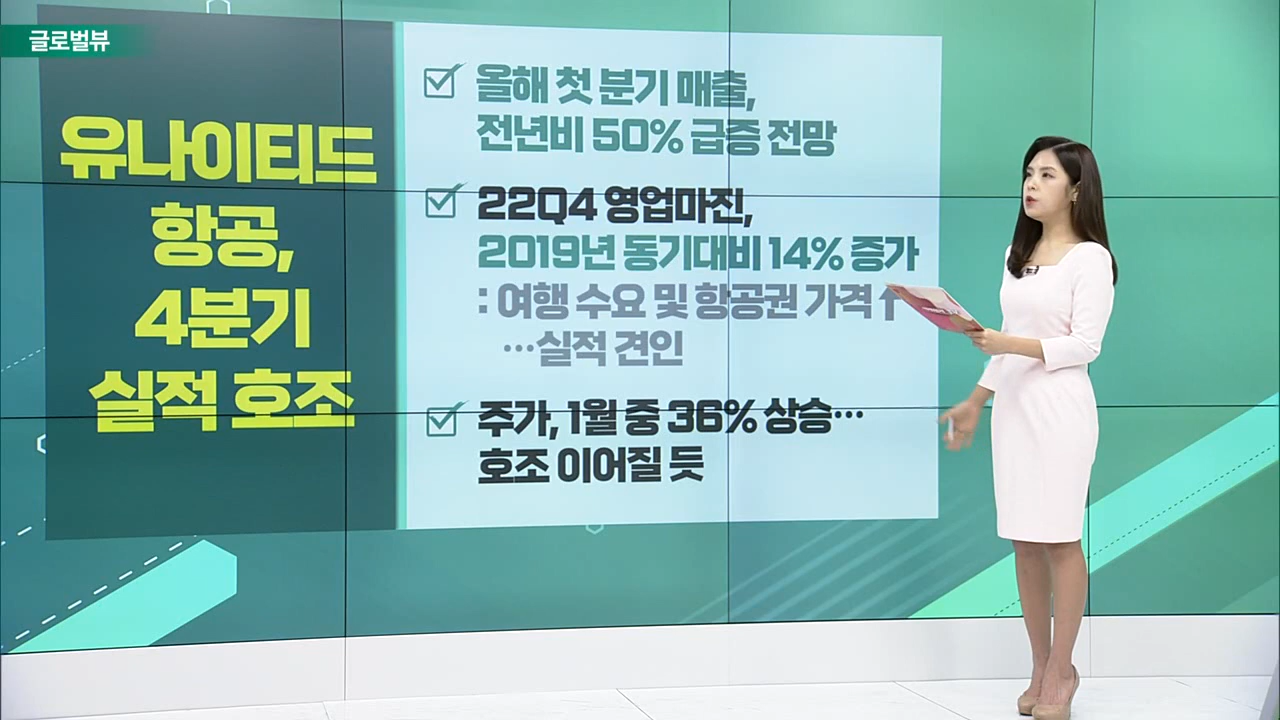 글로벌뷰
유나이티드
항공,
4분기
실적 호조
올해 첫 분기 매출,
전년비 50% 급증 전망
22Q4 영업마진,
2019년 동기대비 14% 증가
: 여행 수요 및 항공권 가격↑
…실적 견인
주가, 1월 중 36% 상승…
호조 이어질 듯